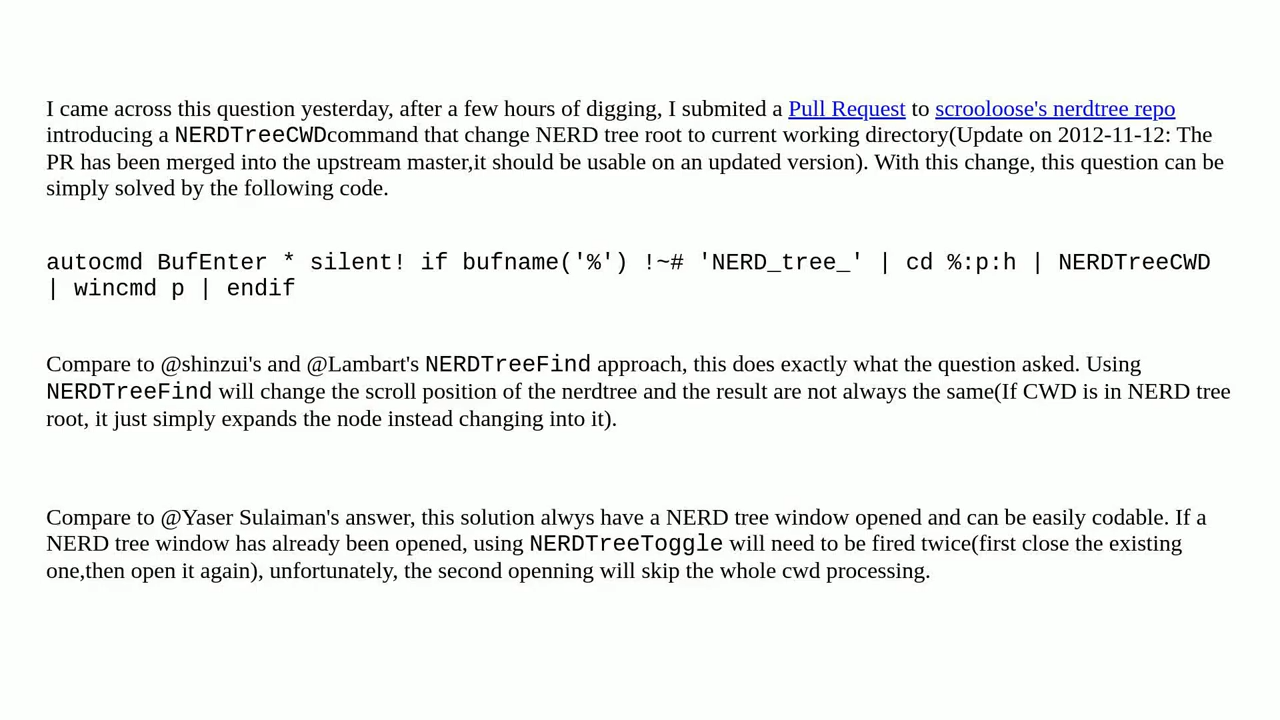 I came across this question yesterday, after a few hours of digging, I submited a Pull Request to scrooloose's nerdtree repo
introducing a NERDTreeCWDcommand that change NERD tree root to current working directory(Update on 2012-11-12: The
PR has been merged into the upstream master,it should be usable on an updated version). With this change, this question can be
simply solved by the following code.
autocmd BufEnter * silent! if bufname('%') !~# 'NERD_tree_' | cd %:p:h | NERDTreeCWD
| wincmd p | endif
Compare to @shinzui's and @Lambart's NERDTreeFind approach, this does exactly what the question asked. Using
NERDTreeFind will change the scroll position of the nerdtree and the result are not always the same(If CWD is in NERD tree
root, it just simply expands the node instead changing into it).
Compare to @Yaser Sulaiman's answer, this solution alwys have a NERD tree window opened and can be easily codable. If a
NERD tree window has already been opened, using NERDTreeToggle will need to be fired twice(first close the existing
one,then open it again), unfortunately, the second openning will skip the whole cwd processing.